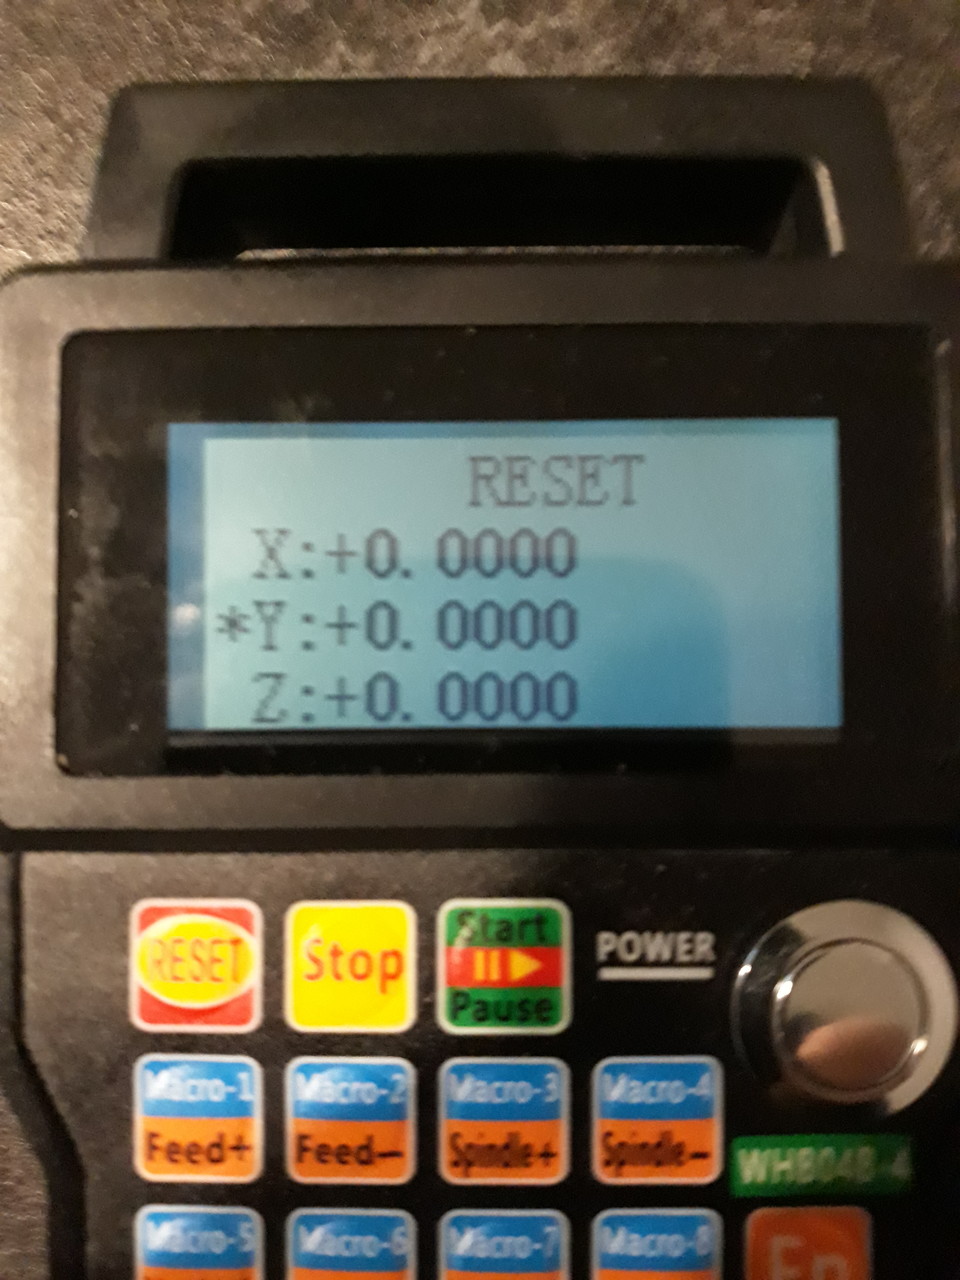 RESET
X:+0.0000
*Y:+0.0000
Z:+0.0000
RESET
Stop
Start
Pause
POWER
Macro-1
Feed+
Macro-2
Feed-
Macro-3
Spindle+
Macro-4
Spindle-
WHB04B-4
Macro-5
Macro-6
Macro-7
Macro-8
Fn